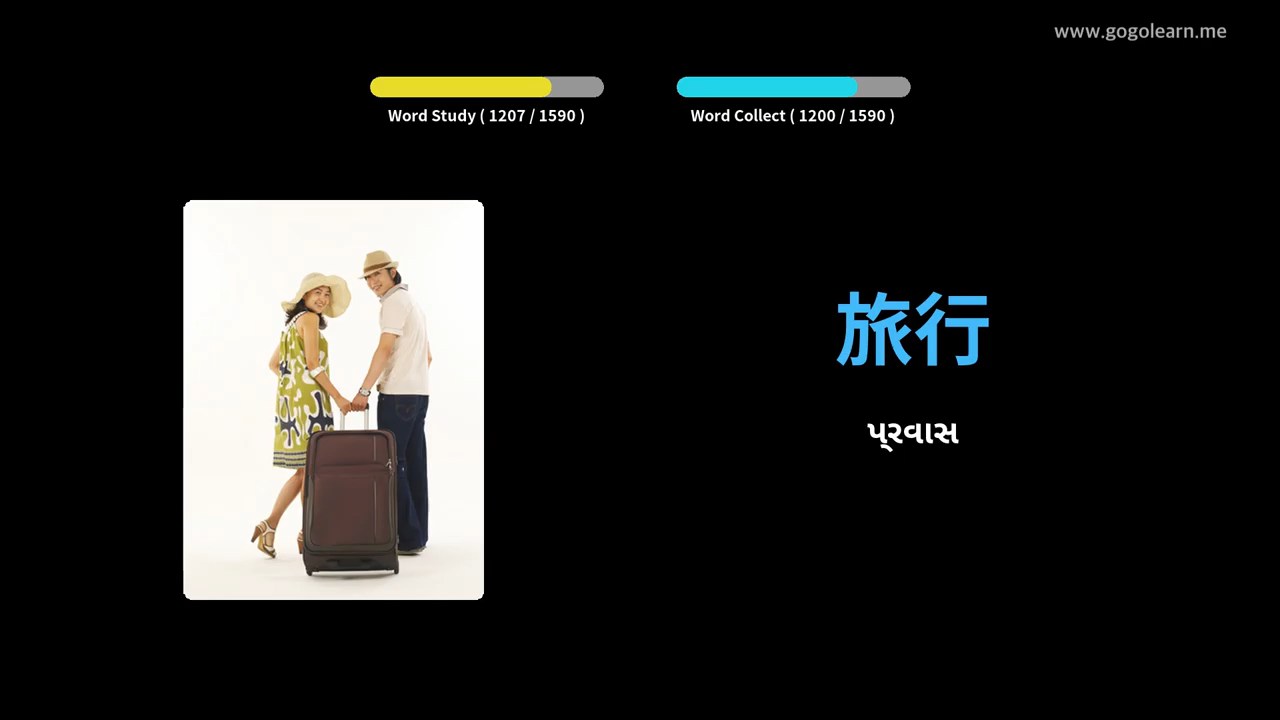 www.gogolearn.me
Word Study ( 1207 / 1590 )
Word Collect ( 1200 / 1590 )
旅行
પ્રવાસ